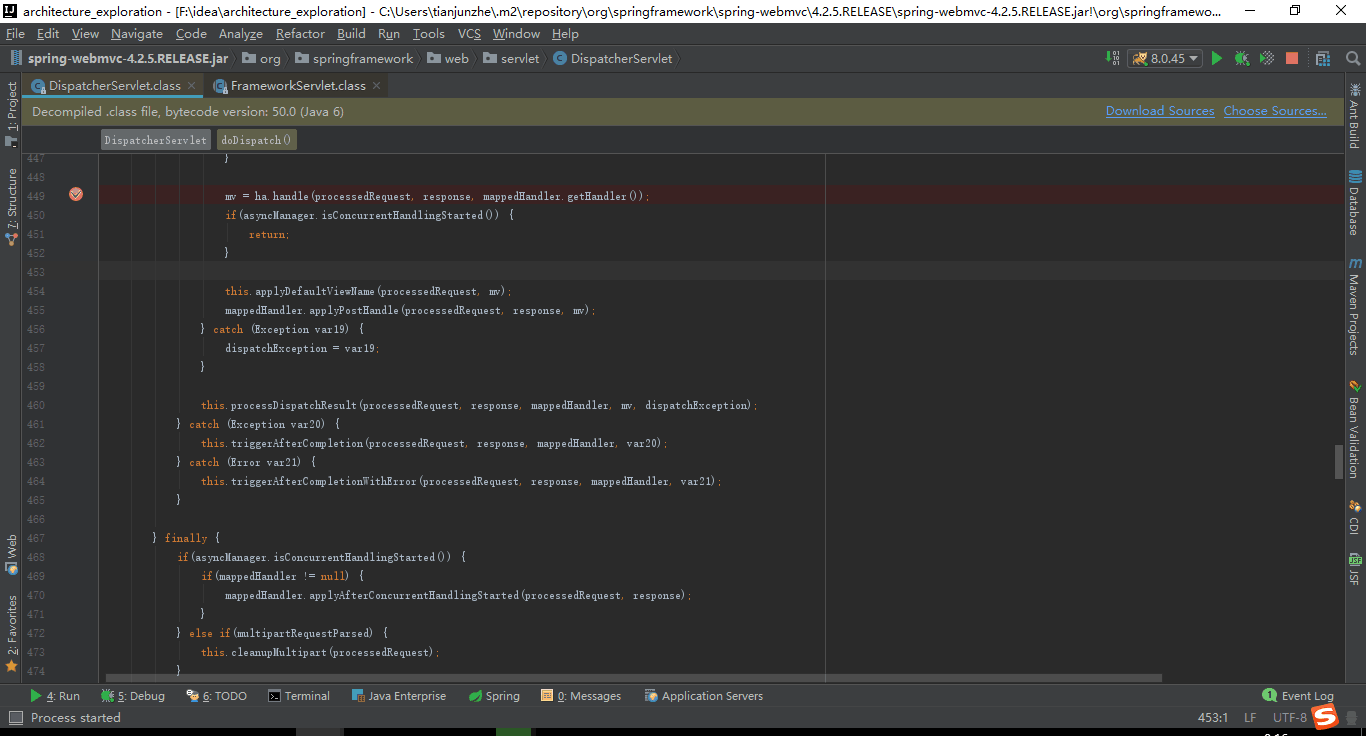 architecture_exploration - [F:\idea\architecture_exploration] - C:\Users\tianjunzhe\.m2\repository\org\springframework\spring-webmvc\4.2.5.RELEASE\spring-webmvc-4.2.5.RELEASE.jar!\org\springframewo...
File Edit View Navigate Code Analyze Refactor Build Run Tools VCS Window Help
spring-webmvc-4.2.5.RELEASE.jar org springframework web servlet DispatcherServlet 8.0.45
DispatcherServlet.class FrameworkServlet.class
Decompiled .class file, bytecode version: 50.0 (Java 6) Download Sources Choose Sources...
DispatcherServlet doDispatch()
447 }
448
449 mv = ha.handle(processedRequest, response, mappedHandler.getHandler());
450 if(asyncManager.isConcurrentHandlingStarted()) {
451 return;
452 }
453
454 this.applyDefaultViewName(processedRequest, mv);
455 mappedHandler.applyPostHandle(processedRequest, response, mv);
456 } catch (Exception var19) {
457 dispatchException = var19;
458 }
459
460 this.processDispatchResult(processedRequest, response, mappedHandler, mv, dispatchException);
461 } catch (Exception var20) {
462 this.triggerAfterCompletion(processedRequest, response, mappedHandler, var20);
463 } catch (Error var21) {
464 this.triggerAfterCompletionWithError(processedRequest, response, mappedHandler, var21);
465 }
466
467 } finally {
468 if(asyncManager.isConcurrentHandlingStarted()) {
469 if(mappedHandler != null) {
470 mappedHandler.applyAfterConcurrentHandlingStarted(processedRequest, response);
471 }
472 } else if(multipartRequestParsed) {
473 this.cleanupMultipart(processedRequest);
474 }
1: Project
7: Structure
Web
2: Favorites
Ant Build
Database
Maven Projects
Bean Validation
CDI
JSF
4: Run 5: Debug 6: TODO Terminal Java Enterprise Spring 0: Messages Application Servers 1 Event Log
Process started 453:1 LF UTF-8